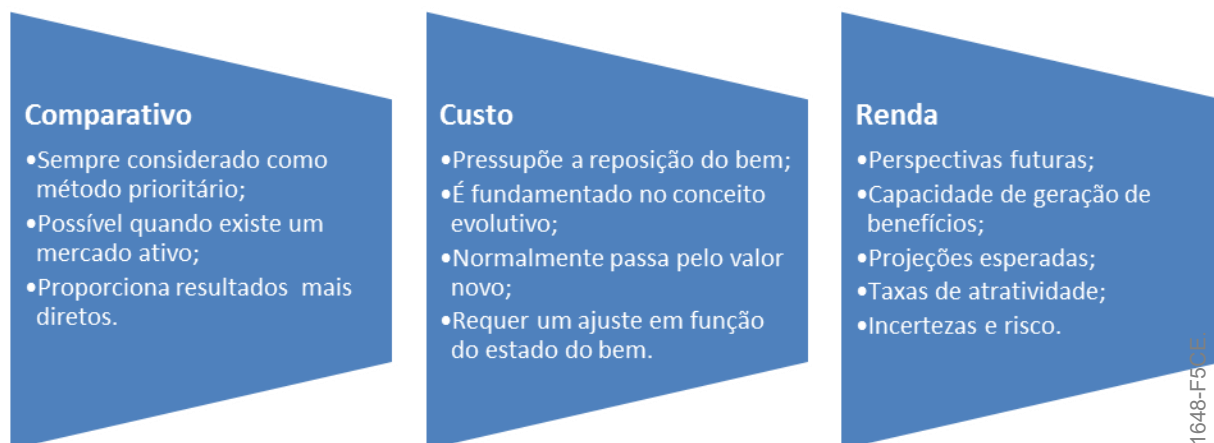 Comparativo
•Sempre considerado como
método prioritário;
•Possível quando existe um
mercado ativo;
•Proporciona resultados mais
diretos.
Custo
•Pressupõe a reposição do bem;
•É fundamentado no conceito
evolutivo;
•Normalmente passa pelo valor
novo;
•Requer um ajuste em função
do estado do bem.
Renda
•Perspectivas futuras;
•Capacidade de geração de
benefícios;
•Projeções esperadas;
•Taxas de atratividade;
•Incertezas e risco.
1648-F5CE